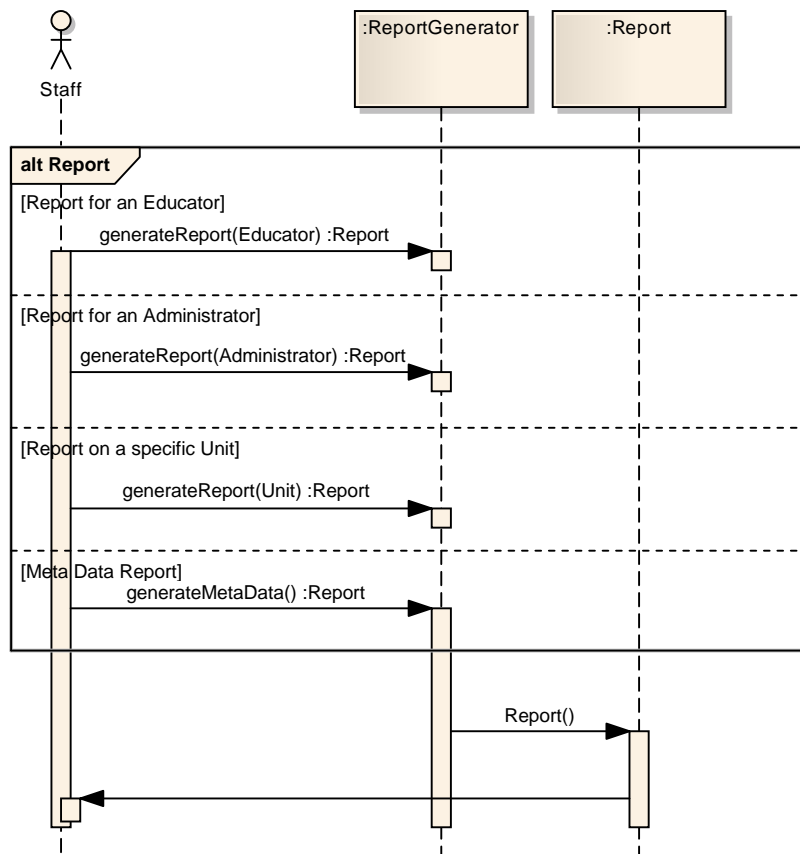 :ReportGenerator
:Report
Staff
alt Report
[Report for an Educator]
generateReport(Educator) :Report
[Report for an Administrator]
generateReport(Administrator) :Report
[Report on a specific Unit]
generateReport(Unit) :Report
[Meta Data Report]
generateMetaData() :Report
Report()